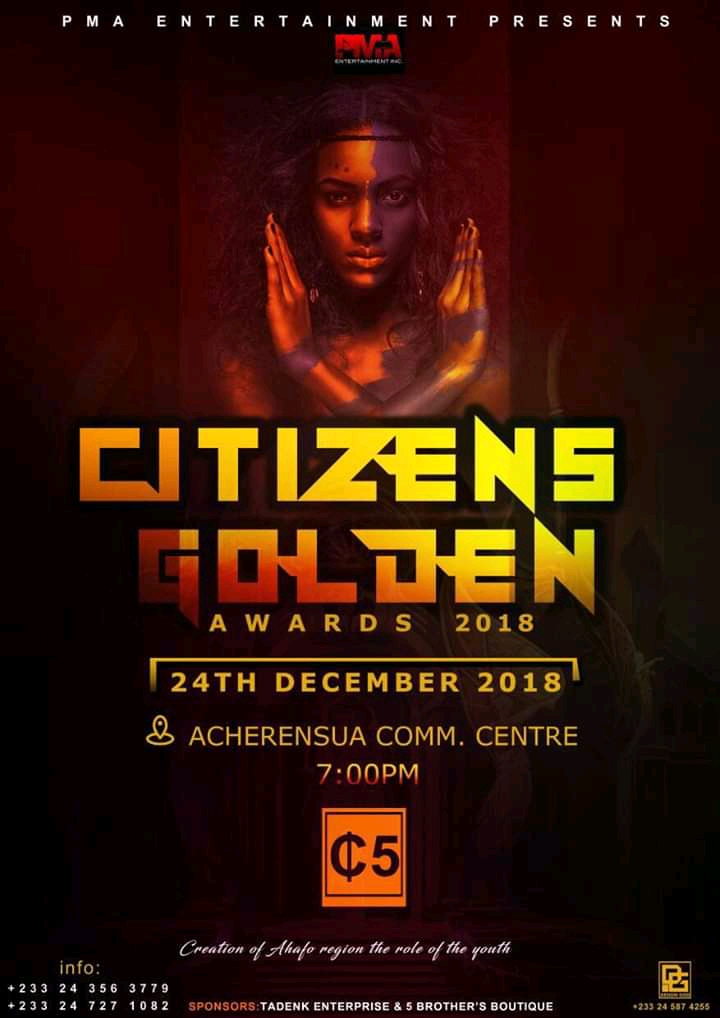 PMA ENTERTAINMENT PRESENTS
PMA
ENTERTAINMENT INC.
CITIZENS
GOLDEN
AWARDS 2018
24TH DECEMBER 2018
ACHERENSUA COMM. CENTRE
7:00PM
₵5
Creation of Ahafo region the role of the youth
info:
+233 24 356 3779
+233 24 727 1082
SPONSORS:TADENK ENTERPRISE & 5 BROTHER'S BOUTIQUE
+233 24 587 4255